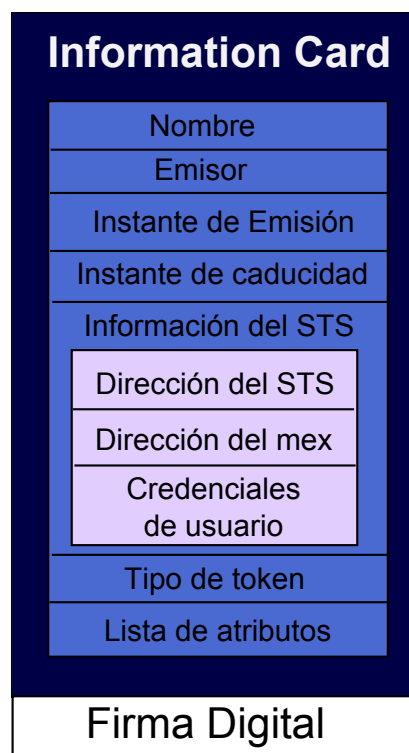 Information Card
Nombre
Emisor
Instante de Emisión
Instante de caducidad
Información del STS
Dirección del STS
Dirección del mex
Credenciales
de usuario
Tipo de token
Lista de atributos
Firma Digital